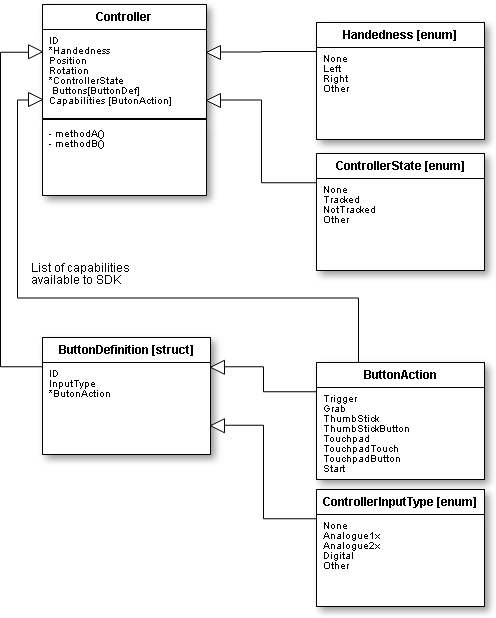 Controller
ID
*Handedness
Position
Rotation
*ControllerState
Buttons[ButtonDef]
Capabilities [ButonAction]
- methodA()
- methodB()
Handedness [enum]
None
Left
Right
Other
ControllerState [enum]
None
Tracked
NotTracked
Other
List of capabilities
available to SDK
ButtonDefinition [struct]
ID
InputType
*ButonAction
ButtonAction
Trigger
Grab
ThumbStick
ThumbStickButton
Touchpad
TouchpadTouch
TouchpadButton
Start
ControllerInputType [enum]
None
Analogue1x
Analogue2x
Digital
Other